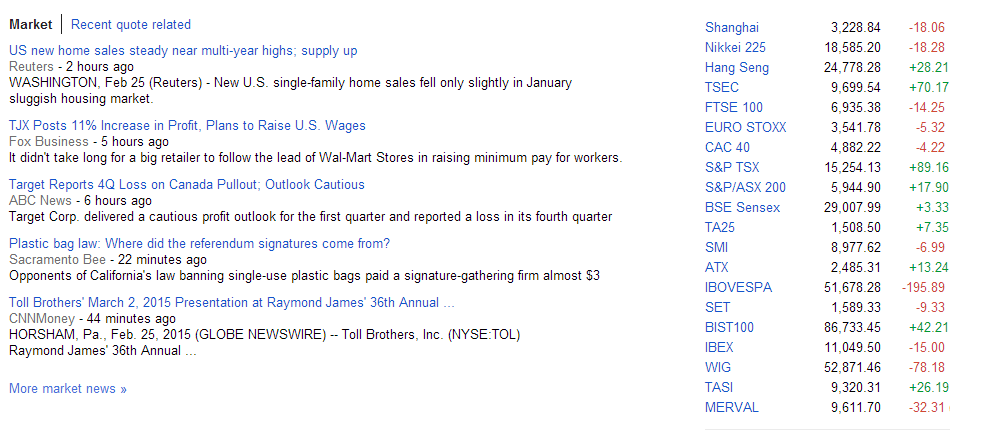 Market | Recent quote related
US new home sales steady near multi-year highs; supply up
Reuters - 2 hours ago
WASHINGTON, Feb 25 (Reuters) - New U.S. single-family home sales fell only slightly in January
sluggish housing market.
TJX Posts 11% Increase in Profit, Plans to Raise U.S. Wages
Fox Business - 5 hours ago
It didn't take long for a big retailer to follow the lead of Wal-Mart Stores in raising minimum pay for workers.
Target Reports 4Q Loss on Canada Pullout; Outlook Cautious
ABC News - 6 hours ago
Target Corp. delivered a cautious profit outlook for the first quarter and reported a loss in its fourth quarter
Plastic bag law: Where did the referendum signatures come from?
Sacramento Bee - 22 minutes ago
Opponents of California's law banning single-use plastic bags paid a signature-gathering firm almost $3
Toll Brothers' March 2, 2015 Presentation at Raymond James' 36th Annual ...
CNNMoney - 44 minutes ago
HORSHAM, Pa., Feb. 25, 2015 (GLOBE NEWSWIRE) -- Toll Brothers, Inc. (NYSE:TOL)
Raymond James' 36th Annual ...
More market news »
Shanghai 3,228.84 -18.06
Nikkei 225 18,585.20 -18.28
Hang Seng 24,778.28 +28.21
TSEC 9,699.54 +70.17
FTSE 100 6,935.38 -14.25
EURO STOXX 3,541.78 -5.32
CAC 40 4,882.22 -4.22
S&P TSX 15,254.13 +89.16
S&P/ASX 200 5,944.90 +17.90
BSE Sensex 29,007.99 +3.33
TA25 1,508.50 +7.35
SMI 8,977.62 -6.99
ATX 2,485.31 +13.24
IBOVESPA 51,678.28 -195.89
SET 1,589.33 -9.33
BIST100 86,733.45 +42.21
IBEX 11,049.50 -15.00
WIG 52,871.46 -78.18
TASI 9,320.31 +26.19
MERVAL 9,611.70 -32.31